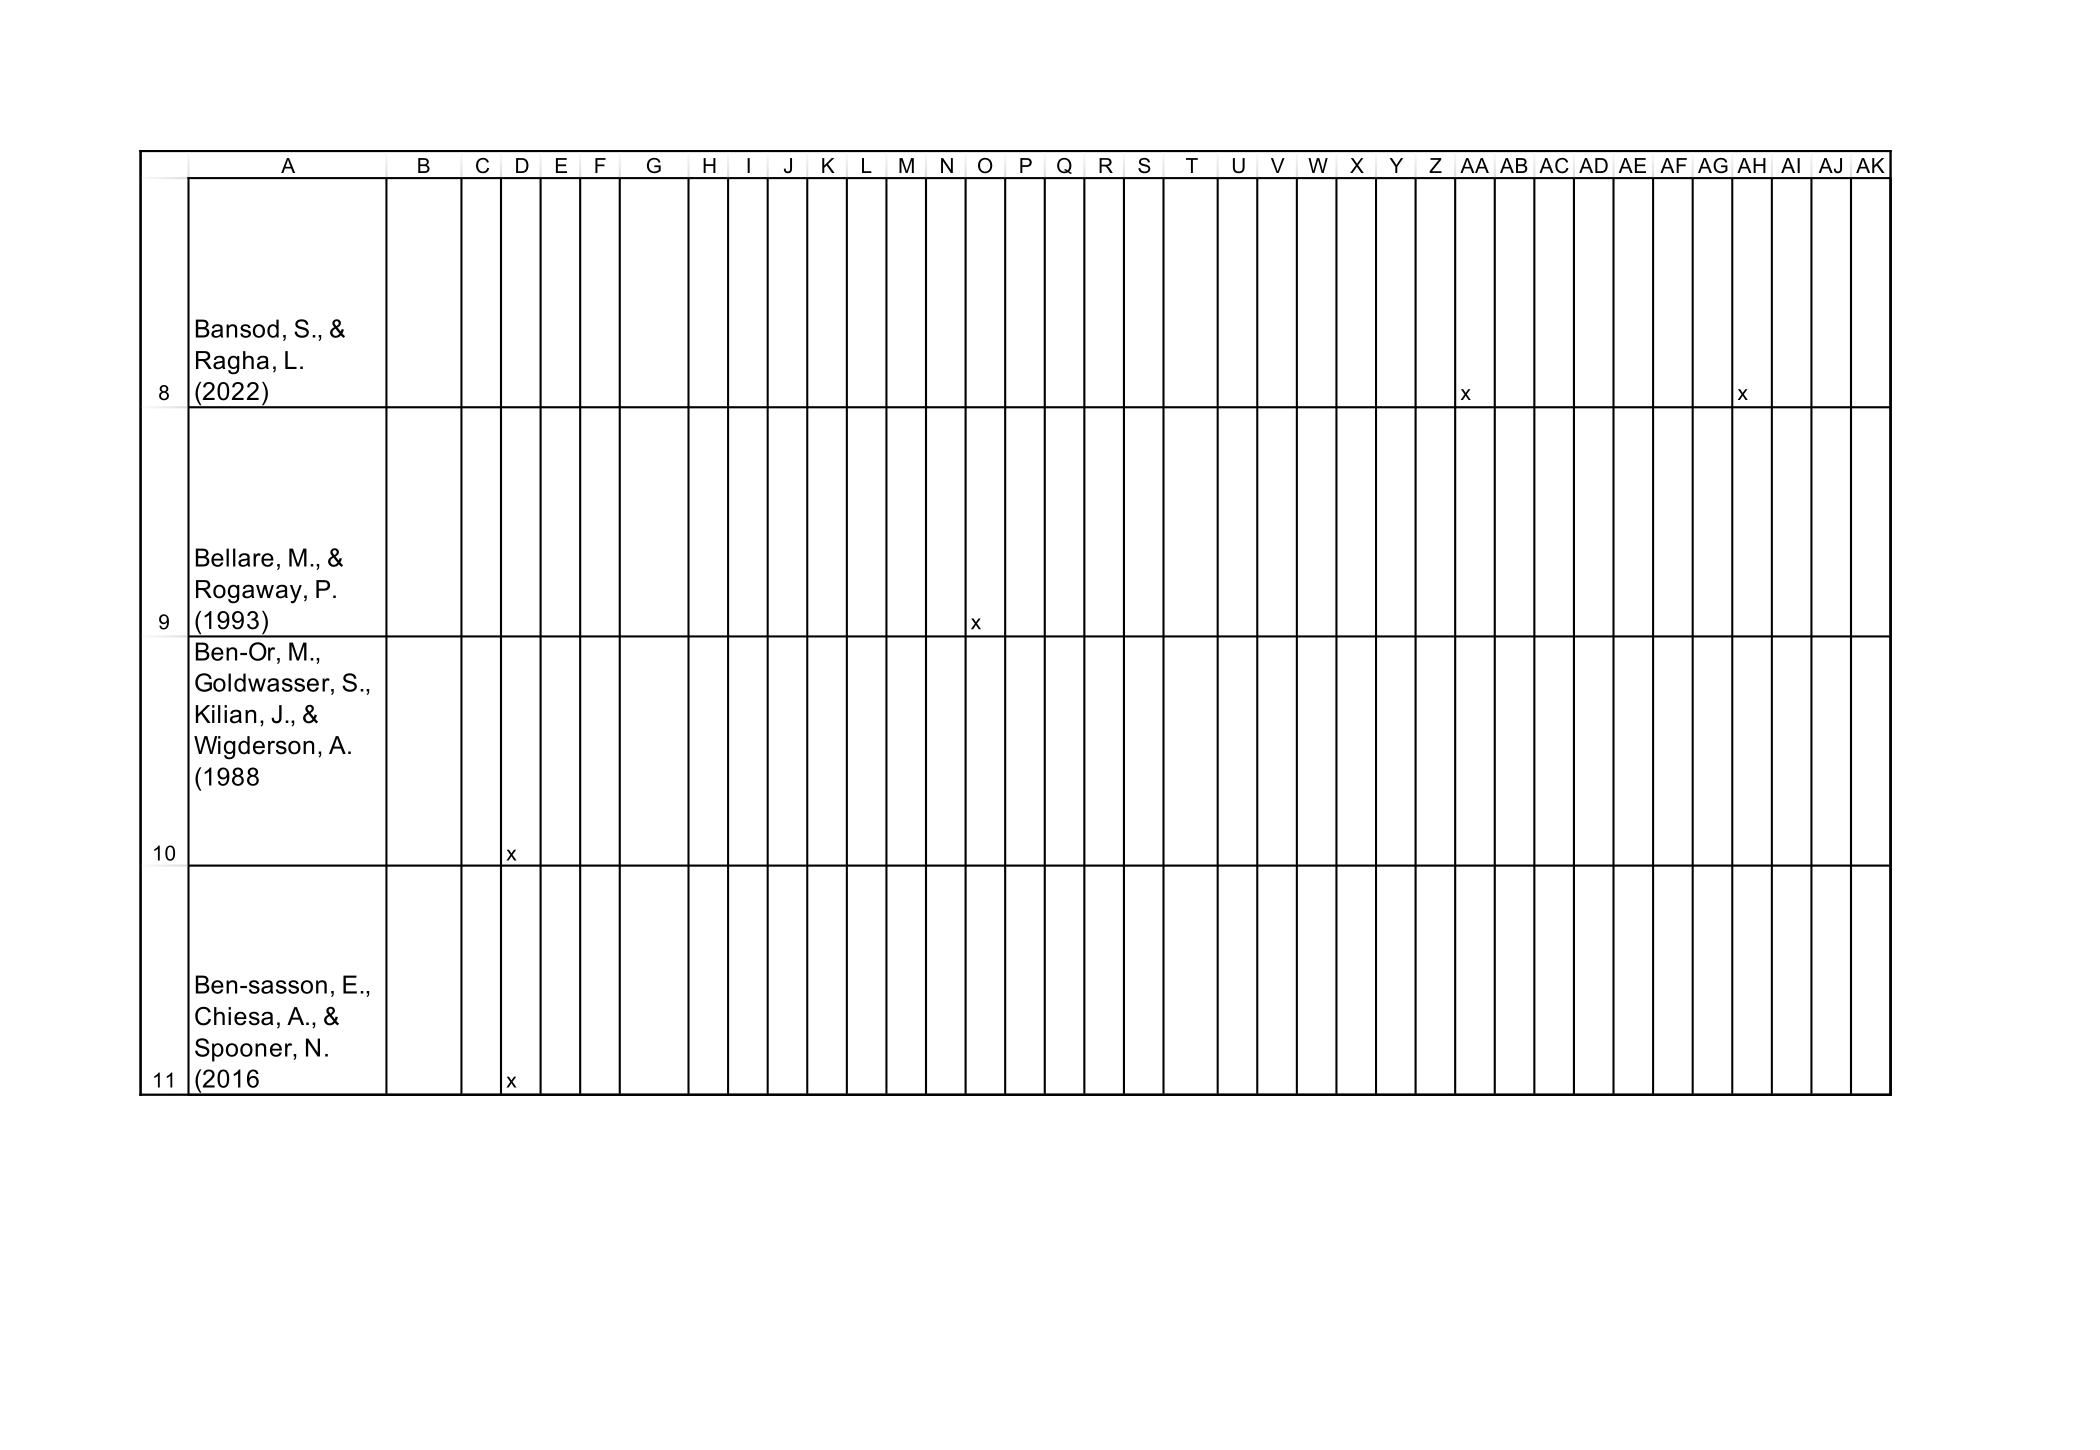 A B C D E F G H I J K L M N O P Q R S T U V W X Y Z AA AB AC AD AE AF AG AH AI AJ AK
Bansod, S., &
Ragha, L.
8 (2022) x x
Bellare, M., &
Rogaway, P.
9 (1993) x
Ben-Or, M.,
Goldwasser, S.,
Kilian, J., &
Wigderson, A.
(1988
10 x
Ben-sasson, E.,
Chiesa, A., &
Spooner, N.
11 (2016 x